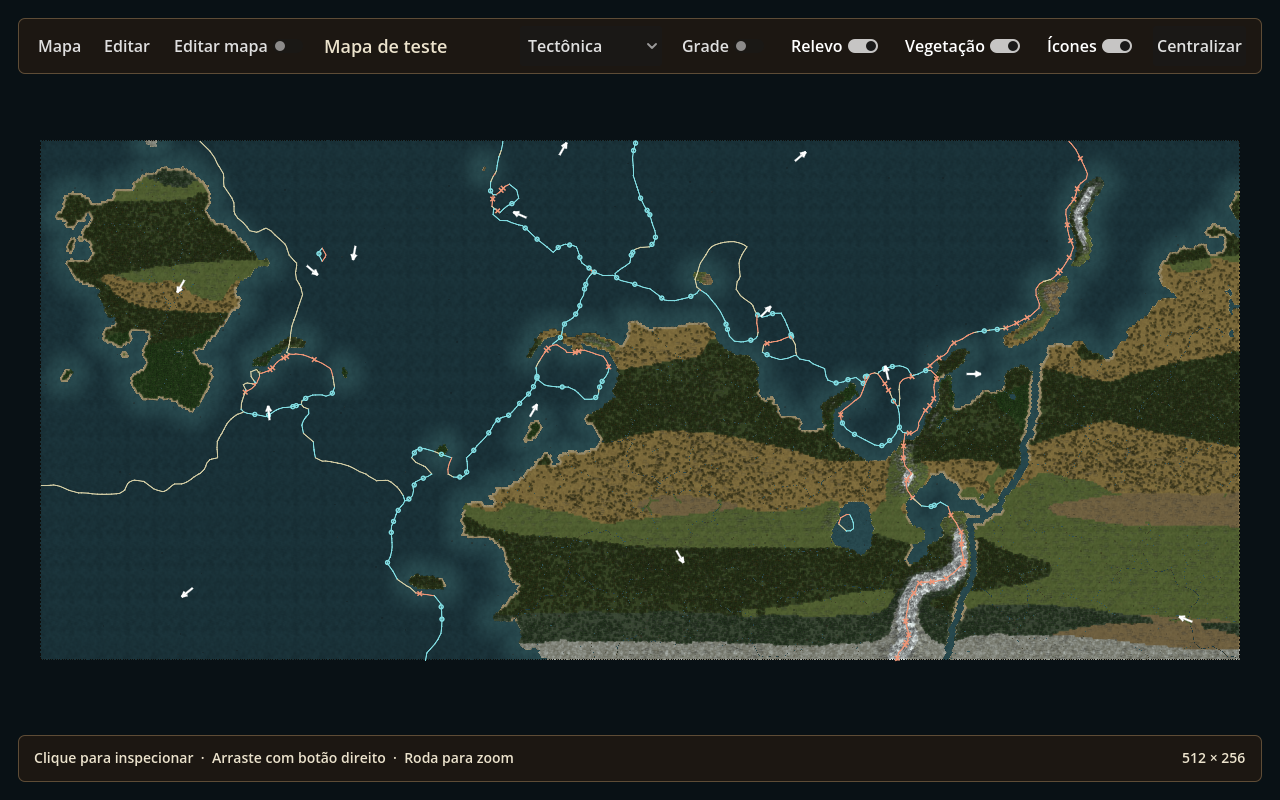 Mapa Editar Editar mapa Mapa de teste Tectônica Grade Relevo Vegetação Ícones Centralizar
Clique para inspecionar · Arraste com botão direito · Roda para zoom 512 × 256